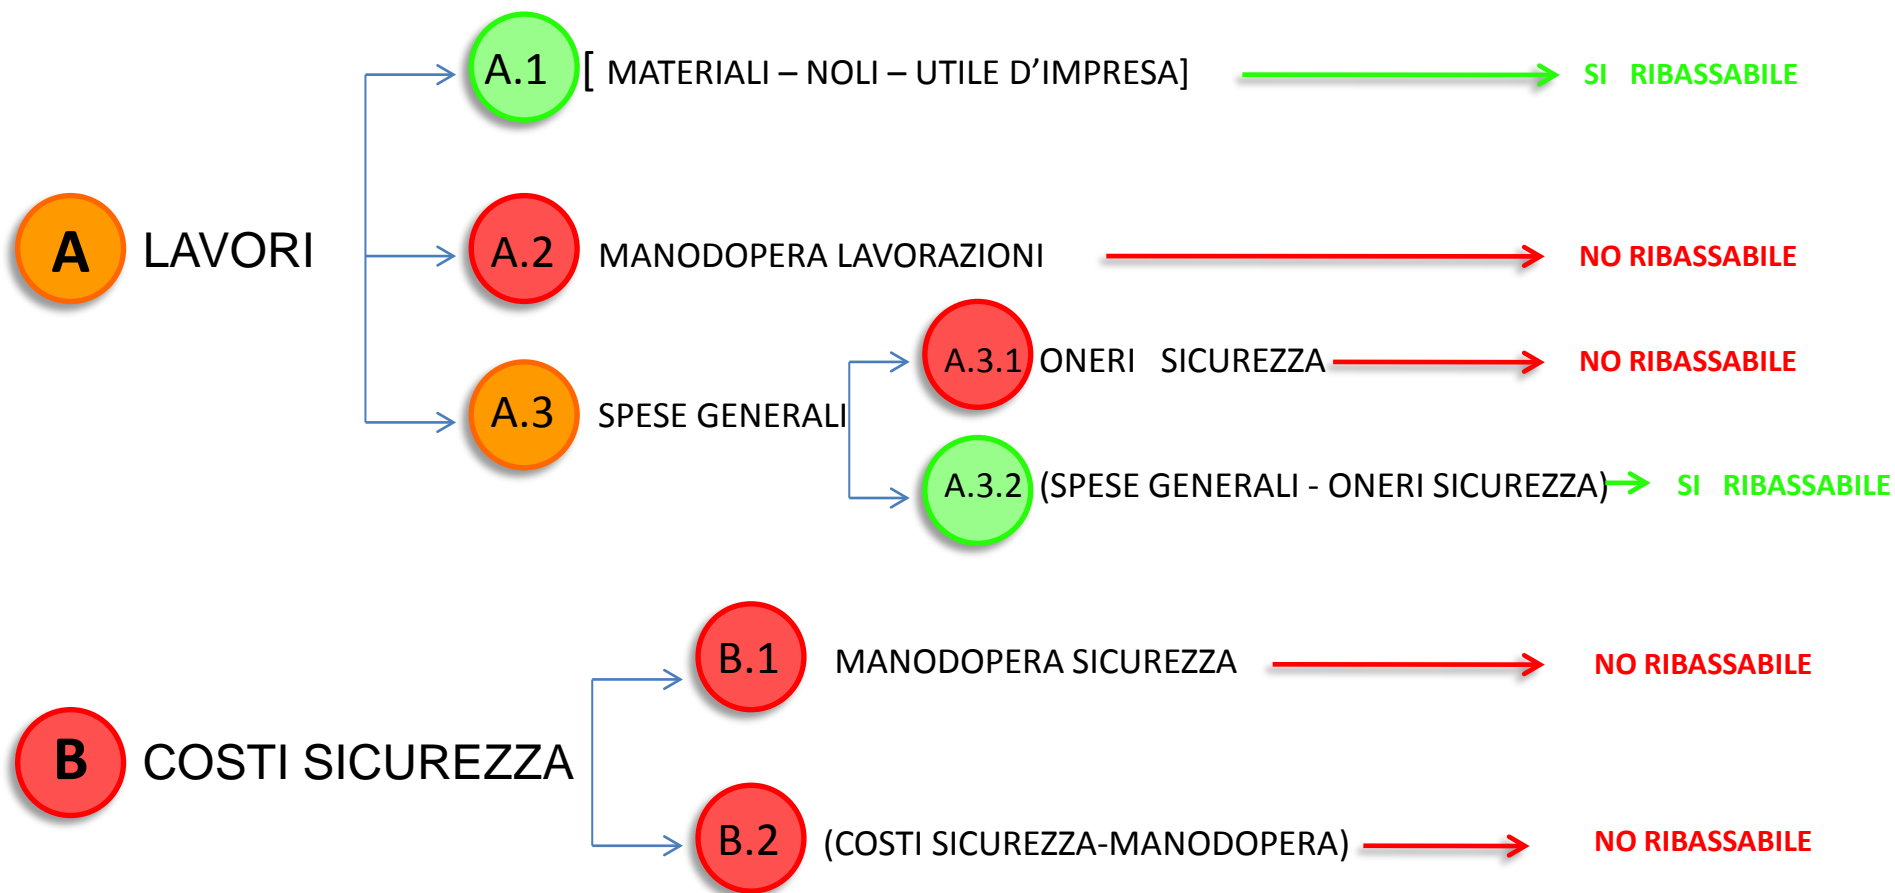 A.1 [ MATERIALI – NOLI – UTILE D’IMPRESA] SI RIBASSABILE
A LAVORI
A.2 MANODOPERA LAVORAZIONI NO RIBASSABILE
A.3.1 ONERI SICUREZZA NO RIBASSABILE
A.3 SPESE GENERALI
A.3.2 (SPESE GENERALI - ONERI SICUREZZA) SI RIBASSABILE
B.1 MANODOPERA SICUREZZA NO RIBASSABILE
B COSTI SICUREZZA
B.2 (COSTI SICUREZZA-MANODOPERA) NO RIBASSABILE